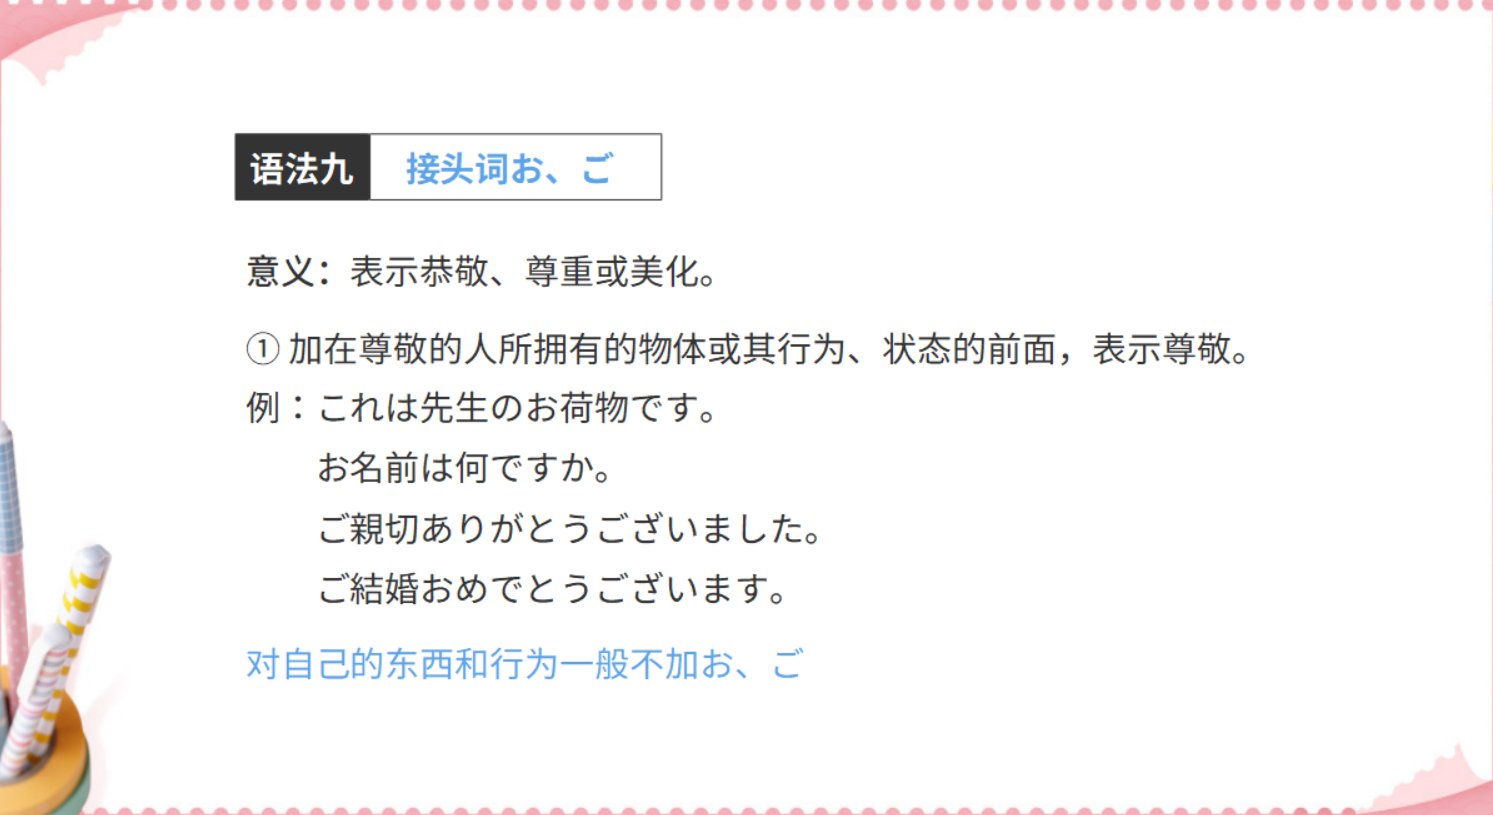 语法九 接头词お、ご
意义：表示恭敬、尊重或美化。
① 加在尊敬的人所拥有的物体或其行为、状态的前面，表示尊敬。
例：これは先生のお荷物です。
お名前は何ですか。
ご親切ありがとうございました。
ご結婚おめでとうございます。
对自己的东西和行为一般不加お、ご